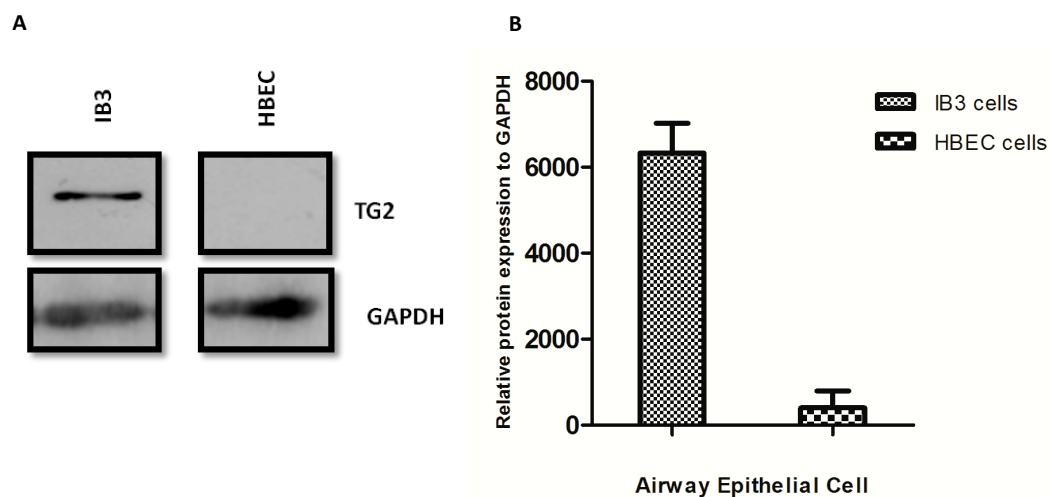 A
IB3
HBEC
TG2
GAPDH
B
Relative protein expression to GAPDH
8000
6000
4000
2000
0
IB3 cells
HBEC cells
Airway Epithelial Cell